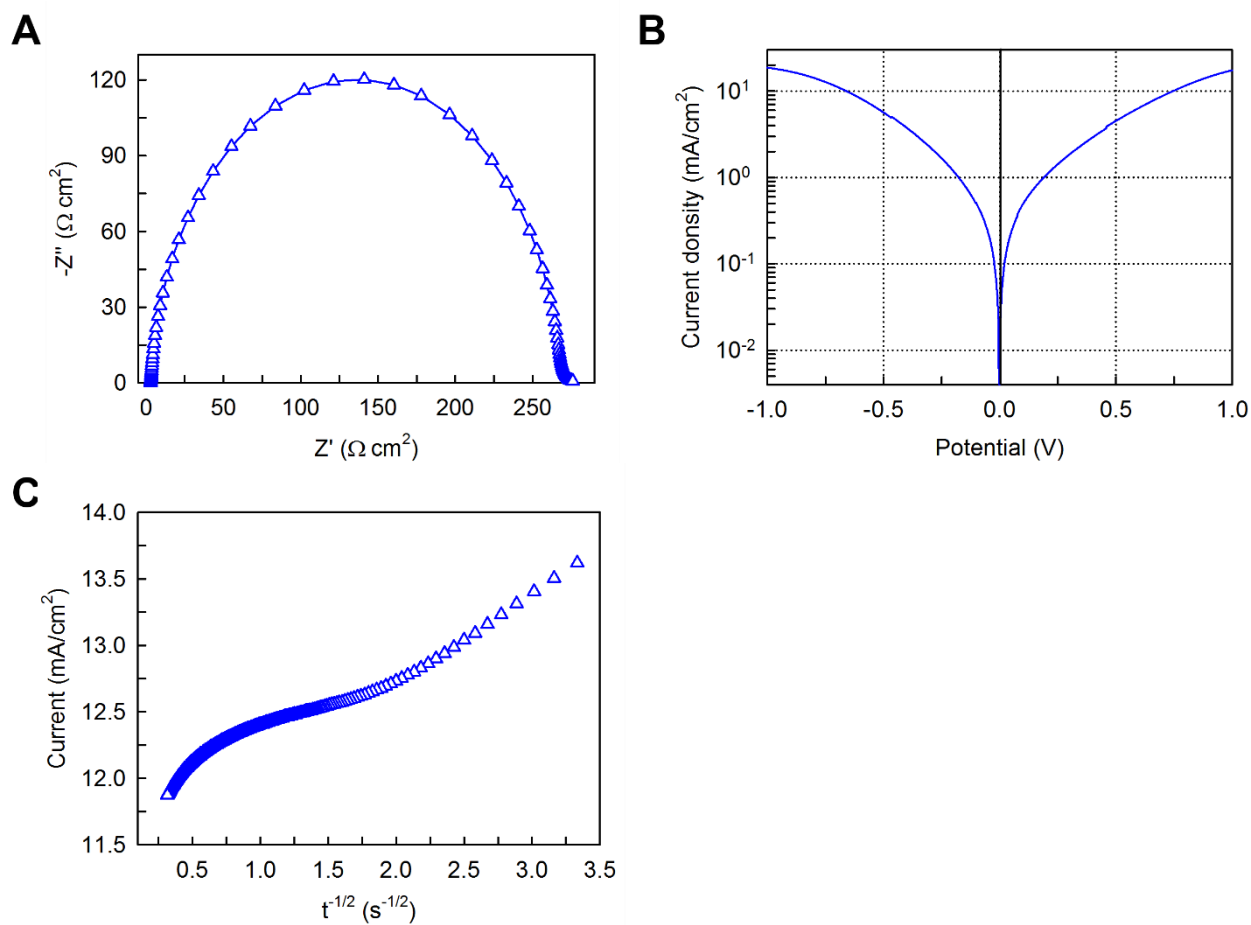 A
120
90
60
30
0
-Z'' (Ω cm²)
0 50 100 150 200 250
Z' (Ω cm²)
B
10¹
10⁰
10⁻¹
10⁻²
Current density (mA/cm²)
-1.0 -0.5 0.0 0.5 1.0
Potential (V)
C
14.0
13.5
13.0
12.5
12.0
11.5
Current (mA/cm²)
0.5 1.0 1.5 2.0 2.5 3.0 3.5
t⁻¹/² (s⁻¹/²)